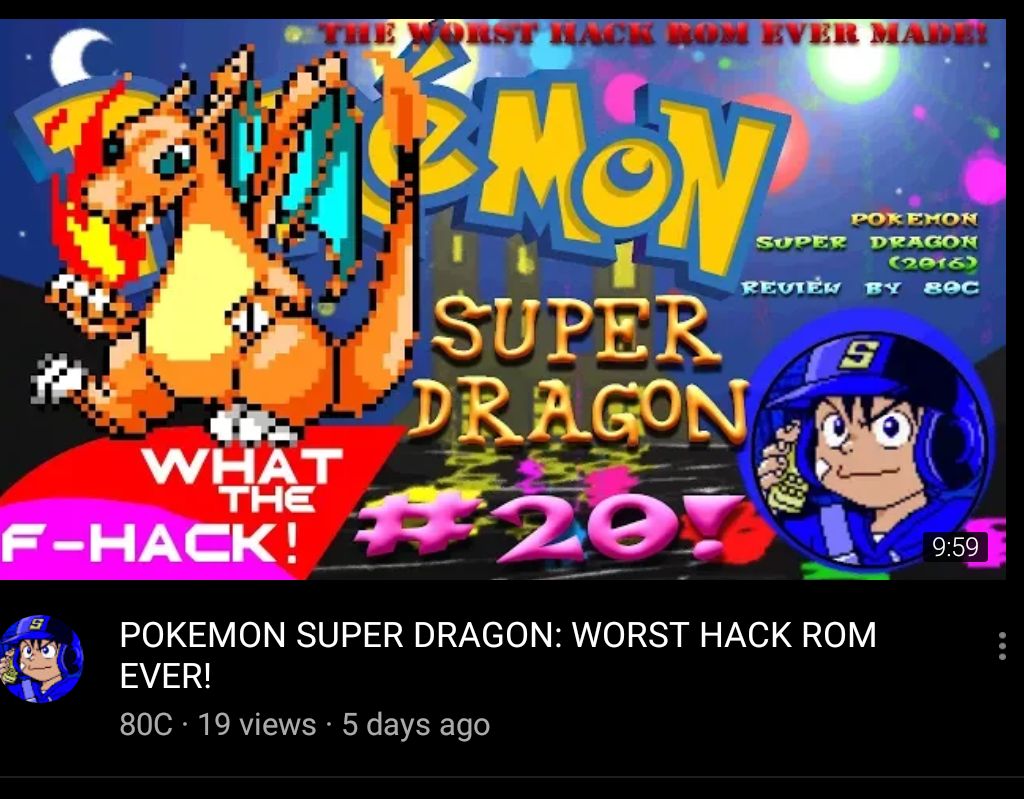 THE WORST HACK ROM EVER MADE!
POKÉMON
POKEMON
SUPER DRAGON
(2016)
REVIEW BY 80C
SUPER
DRAGON
S
WHAT
THE
F-HACK!
#20!
9:59
S
POKEMON SUPER DRAGON: WORST HACK ROM
EVER!
80C · 19 views · 5 days ago